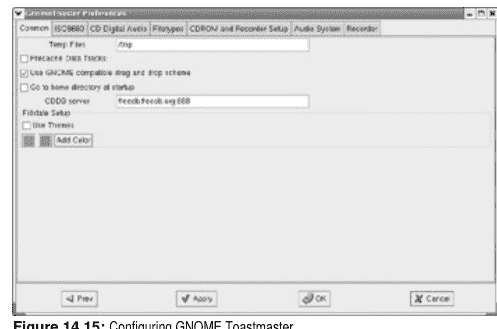 Preferences
Common ISO9660 CD Digital Audio Filetypes CDROM and Recorder Setup Audio System Recorder
Temp Files /tmp
Precache Data Tracks
Use GNOME compatible drag and drop scheme
Go to home directory at startup
CDDB server freedb.freedb.org:888
Setup
Use Themes
Add Color
Prev Apply OK Cancel
Figure 14.15: Configuring GNOME Toastmaster